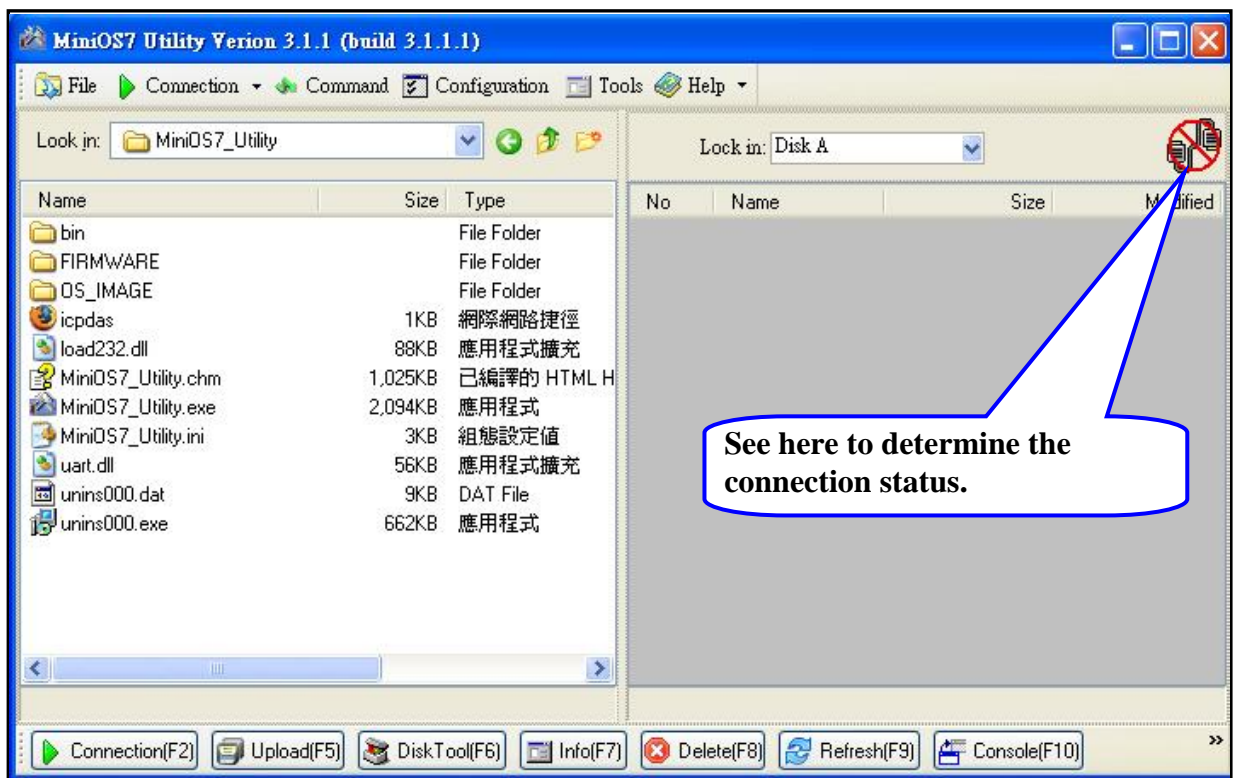 MiniOS7 Utility Verion 3.1.1 (build 3.1.1.1)
File Connection Command Configuration Tools Help
Look in: MiniOS7_Utility
Lock in: Disk A
Name Size Type
No Name Size Modified
bin File Folder
FIRMWARE File Folder
OS_IMAGE File Folder
icpdas 1KB 網際網路捷徑
load232.dll 88KB 應用程式擴充
MiniOS7_Utility.chm 1,025KB 已編譯的 HTML H
MiniOS7_Utility.exe 2,094KB 應用程式
MiniOS7_Utility.ini 3KB 組態設定值
uart.dll 56KB 應用程式擴充
unins000.dat 9KB DAT File
unins000.exe 662KB 應用程式
See here to determine the
connection status.
Connection(F2) Upload(F5) DiskTool(F6) Info(F7) Delete(F8) Refresh(F9) Console(F10) »